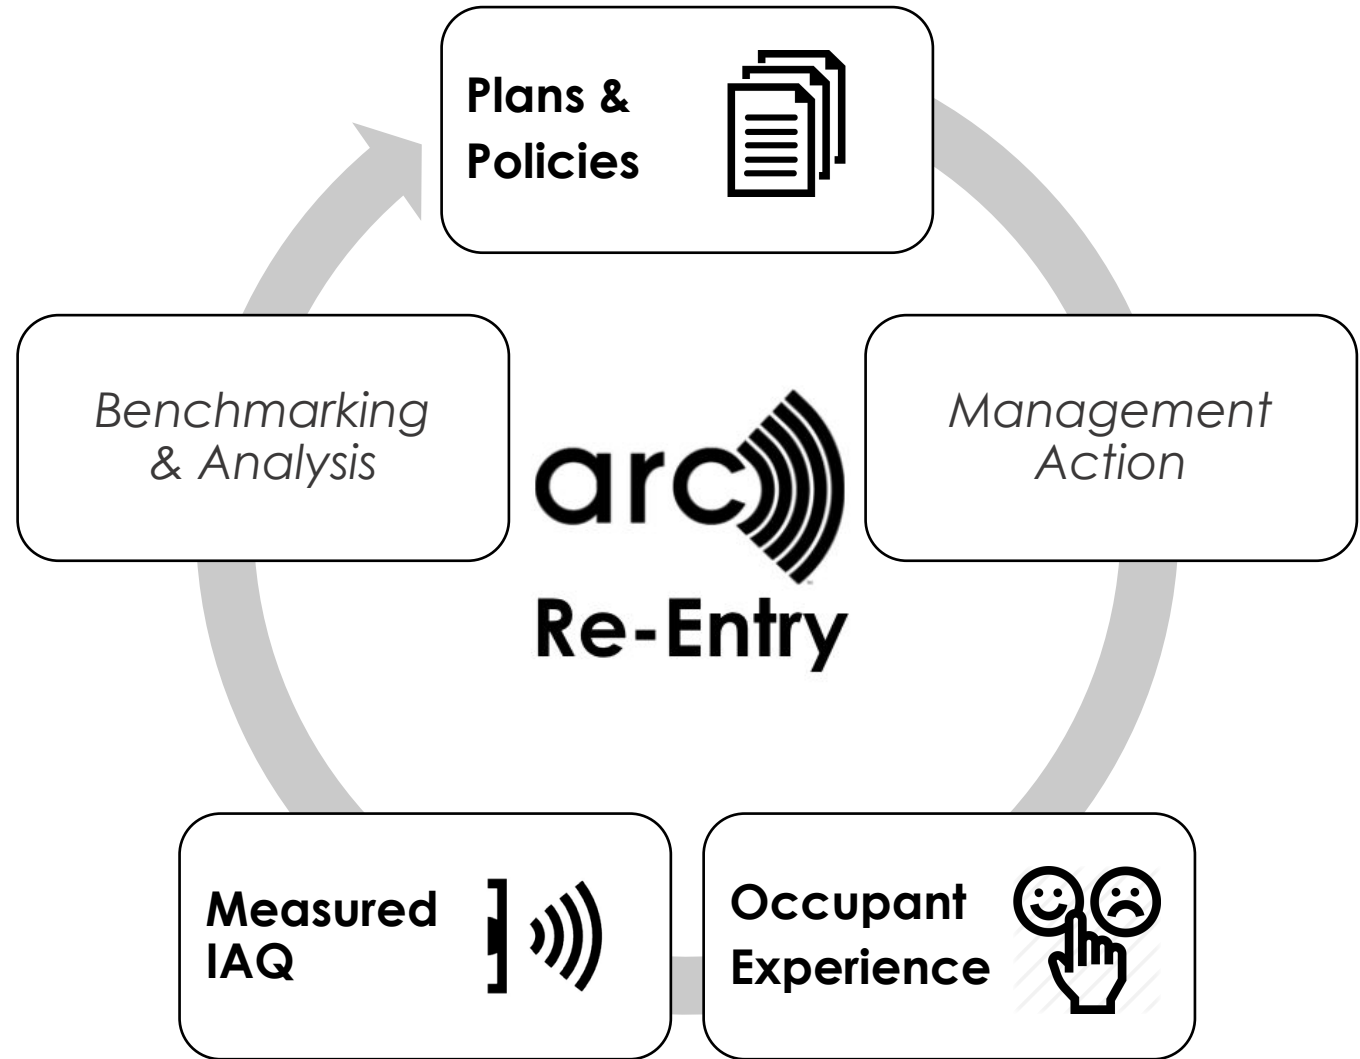 Plans &
Policies
Benchmarking
& Analysis
Management
Action
arc
Re-Entry
Measured
IAQ
Occupant
Experience